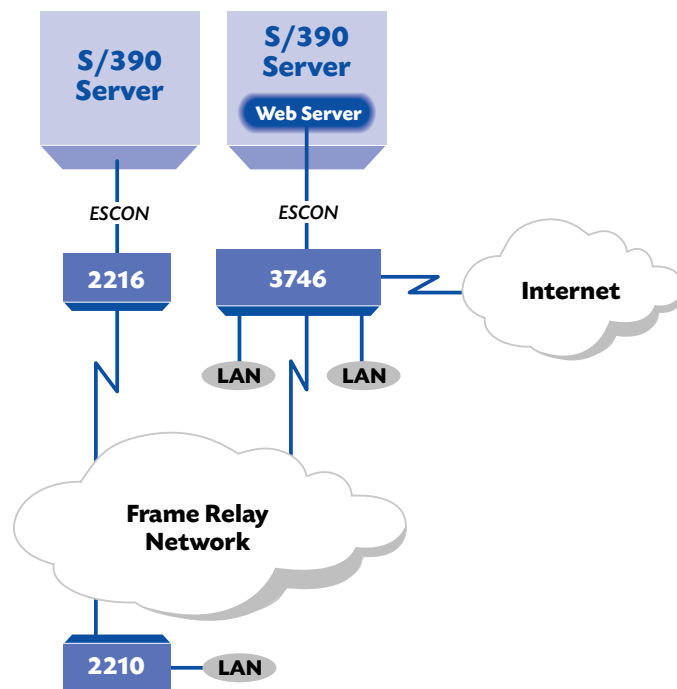 S/390
Server
S/390
Server
Web Server
ESCON
ESCON
2216
3746
Internet
LAN
LAN
Frame Relay
Network
2210
LAN